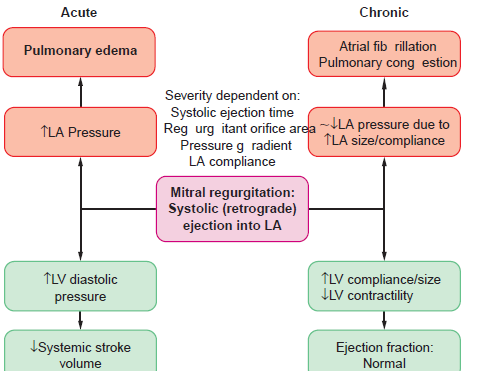 Acute
Chronic
Pulmonary edema
Atrial fib rillation
Pulmonary cong estion
Severity dependent on:
Systolic ejection time
Reg urg itant orifice area
Pressure g radient
LA compliance
↑LA Pressure
~↓LA pressure due to
↑LA size/compliance
Mitral regurgitation:
Systolic (retrograde)
ejection into LA
↑LV diastolic
pressure
↑LV compliance/size
↓LV contractility
↓Systemic stroke
volume
Ejection fraction:
Normal